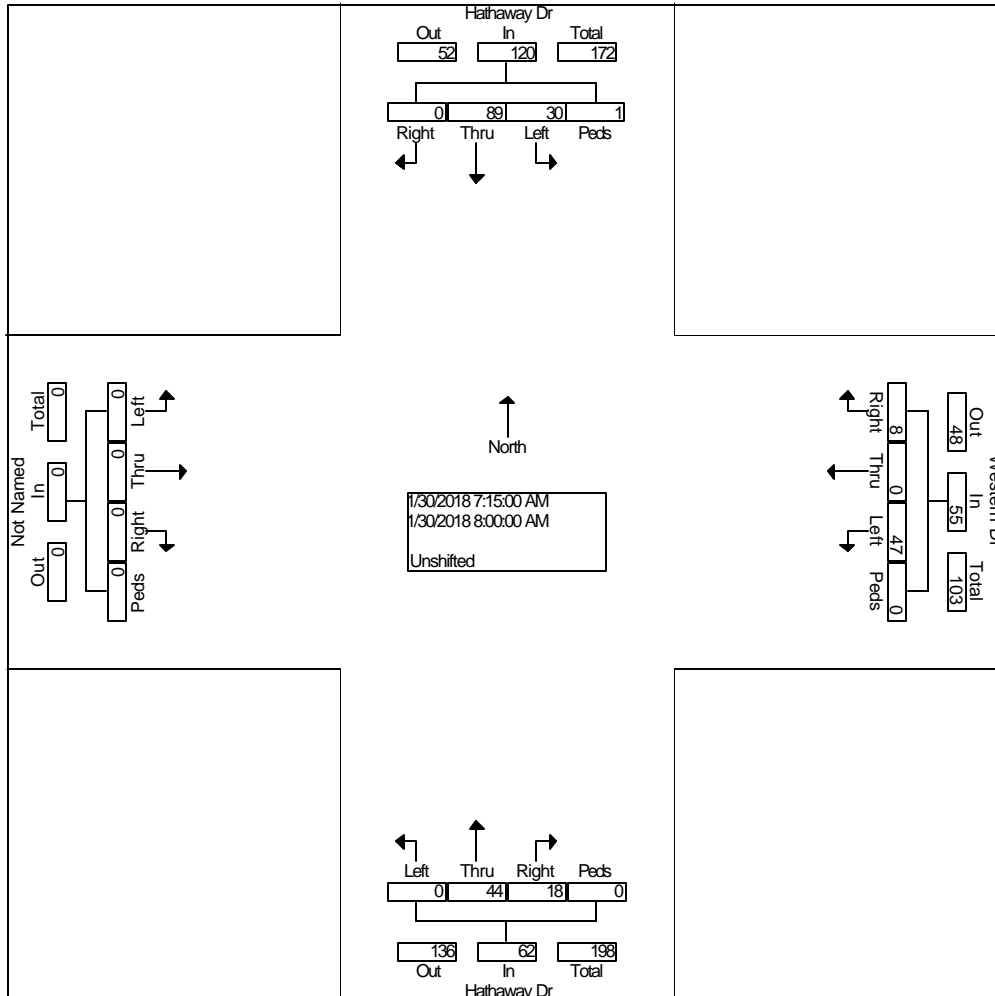 Hathaway Dr
Out In Total
52 120 172
0 89 30 1
Right Thru Left Peds
North
1/30/2018 7:15:00 AM
1/30/2018 8:00:00 AM
Unshifted
Not Named
Out In Total
0 0 0
0 0 0 0
Left Thru Right Peds
Western Dr
Out In Total
48 55 103
8 0 47 0
Right Thru Left Peds
Left Thru Right Peds
0 44 18 0
136 62 198
Out In Total
Hathaway Dr